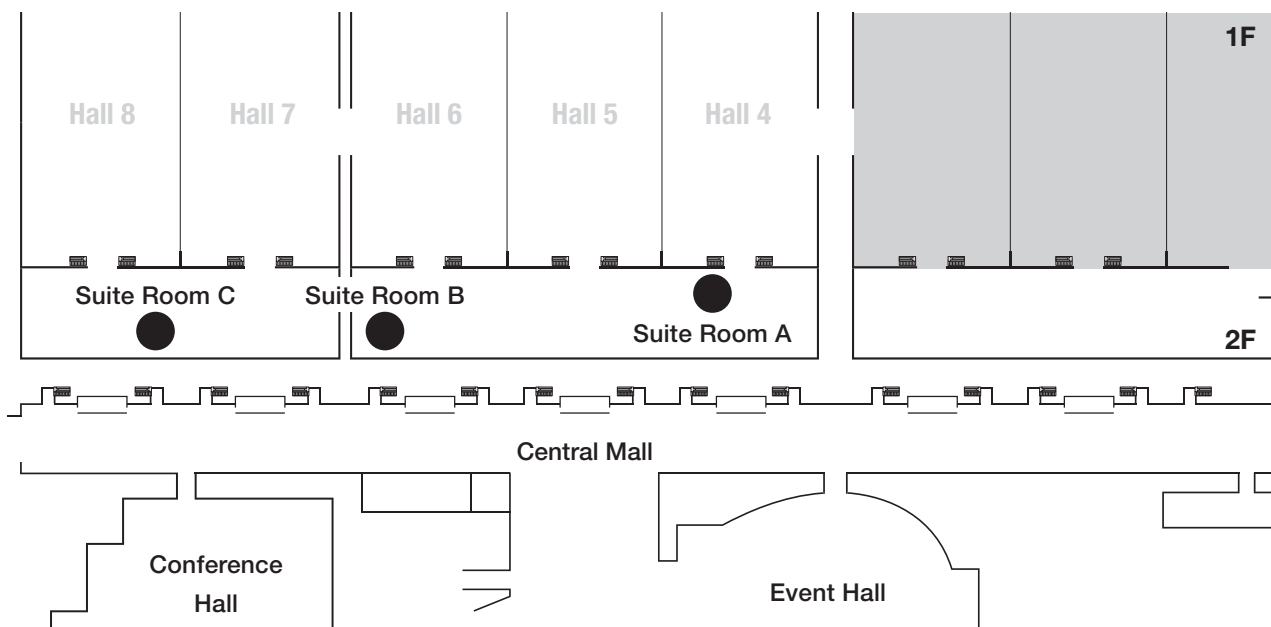 1F
Hall 8
Hall 7
Hall 6
Hall 5
Hall 4
Suite Room C
Suite Room B
Suite Room A
2F
Central Mall
Conference
Hall
Event Hall